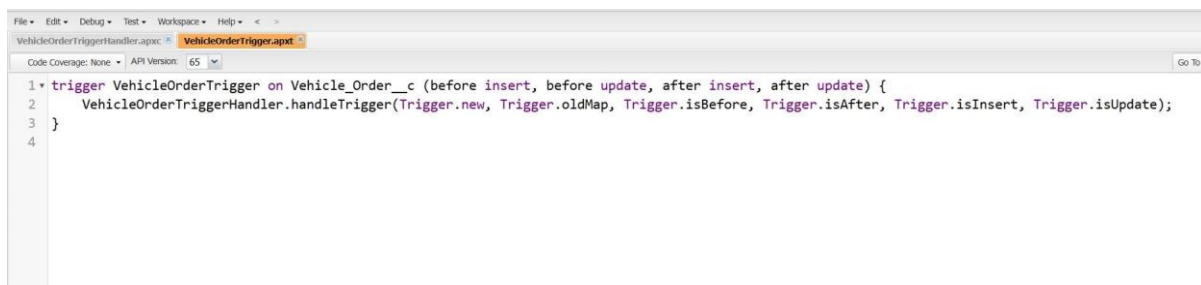 File Edit Debug Test Workspace Help < >
VehicleOrderTriggerHandler.apxc VehicleOrderTrigger.apxt
Code Coverage: None API Version: 65 Go To
1 trigger VehicleOrderTrigger on Vehicle_Order__c (before insert, before update, after insert, after update) {
2 VehicleOrderTriggerHandler.handleTrigger(Trigger.new, Trigger.oldMap, Trigger.isBefore, Trigger.isAfter, Trigger.isInsert, Trigger.isUpdate);
3 }
4